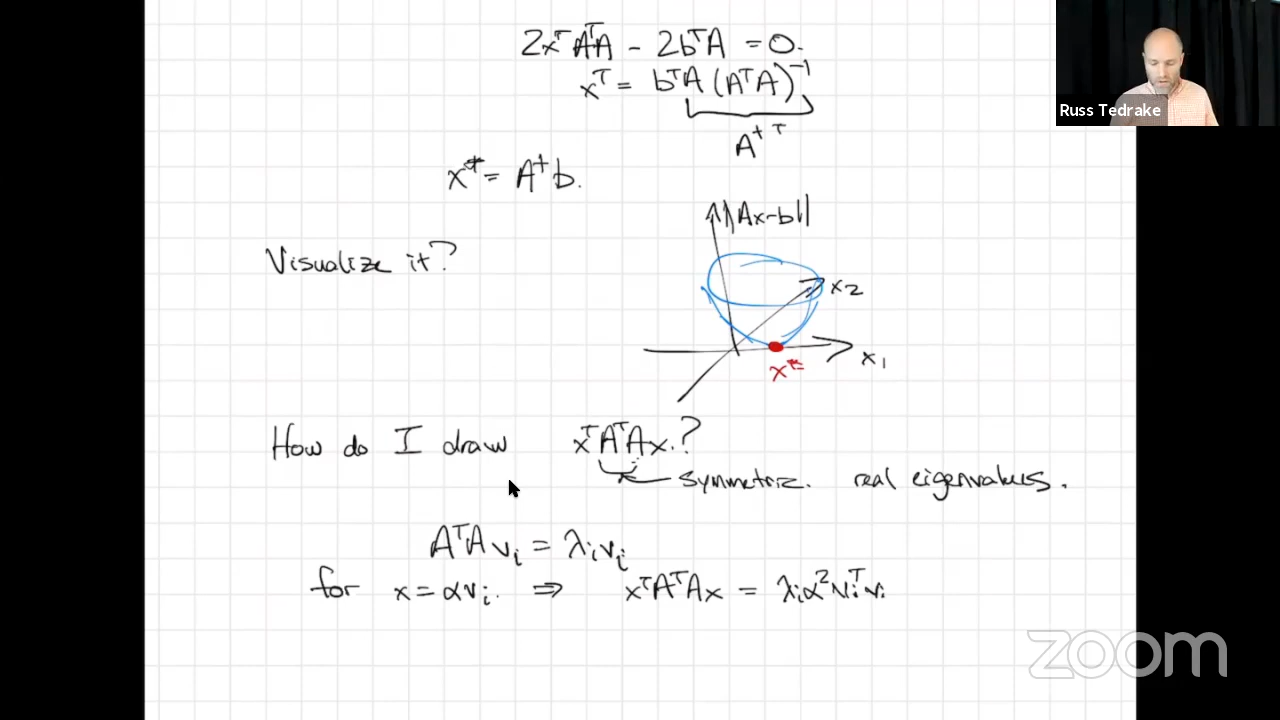 2xᵀAᵀA - 2bᵀA = 0.
xᵀ = bᵀA (AᵀA)⁻¹
A⁺ᵀ
x* = A⁺b.
Russ Tedrake
Visualize it?
||Ax-b||
x₂
x₁
x*
How do I draw xᵀAᵀAx.?
symmetric. real eigenvalues.
AᵀAvᵢ = λᵢvᵢ
for x = αvᵢ. ⇒ xᵀAᵀAx = λᵢα²vᵢᵀvᵢ
zoom